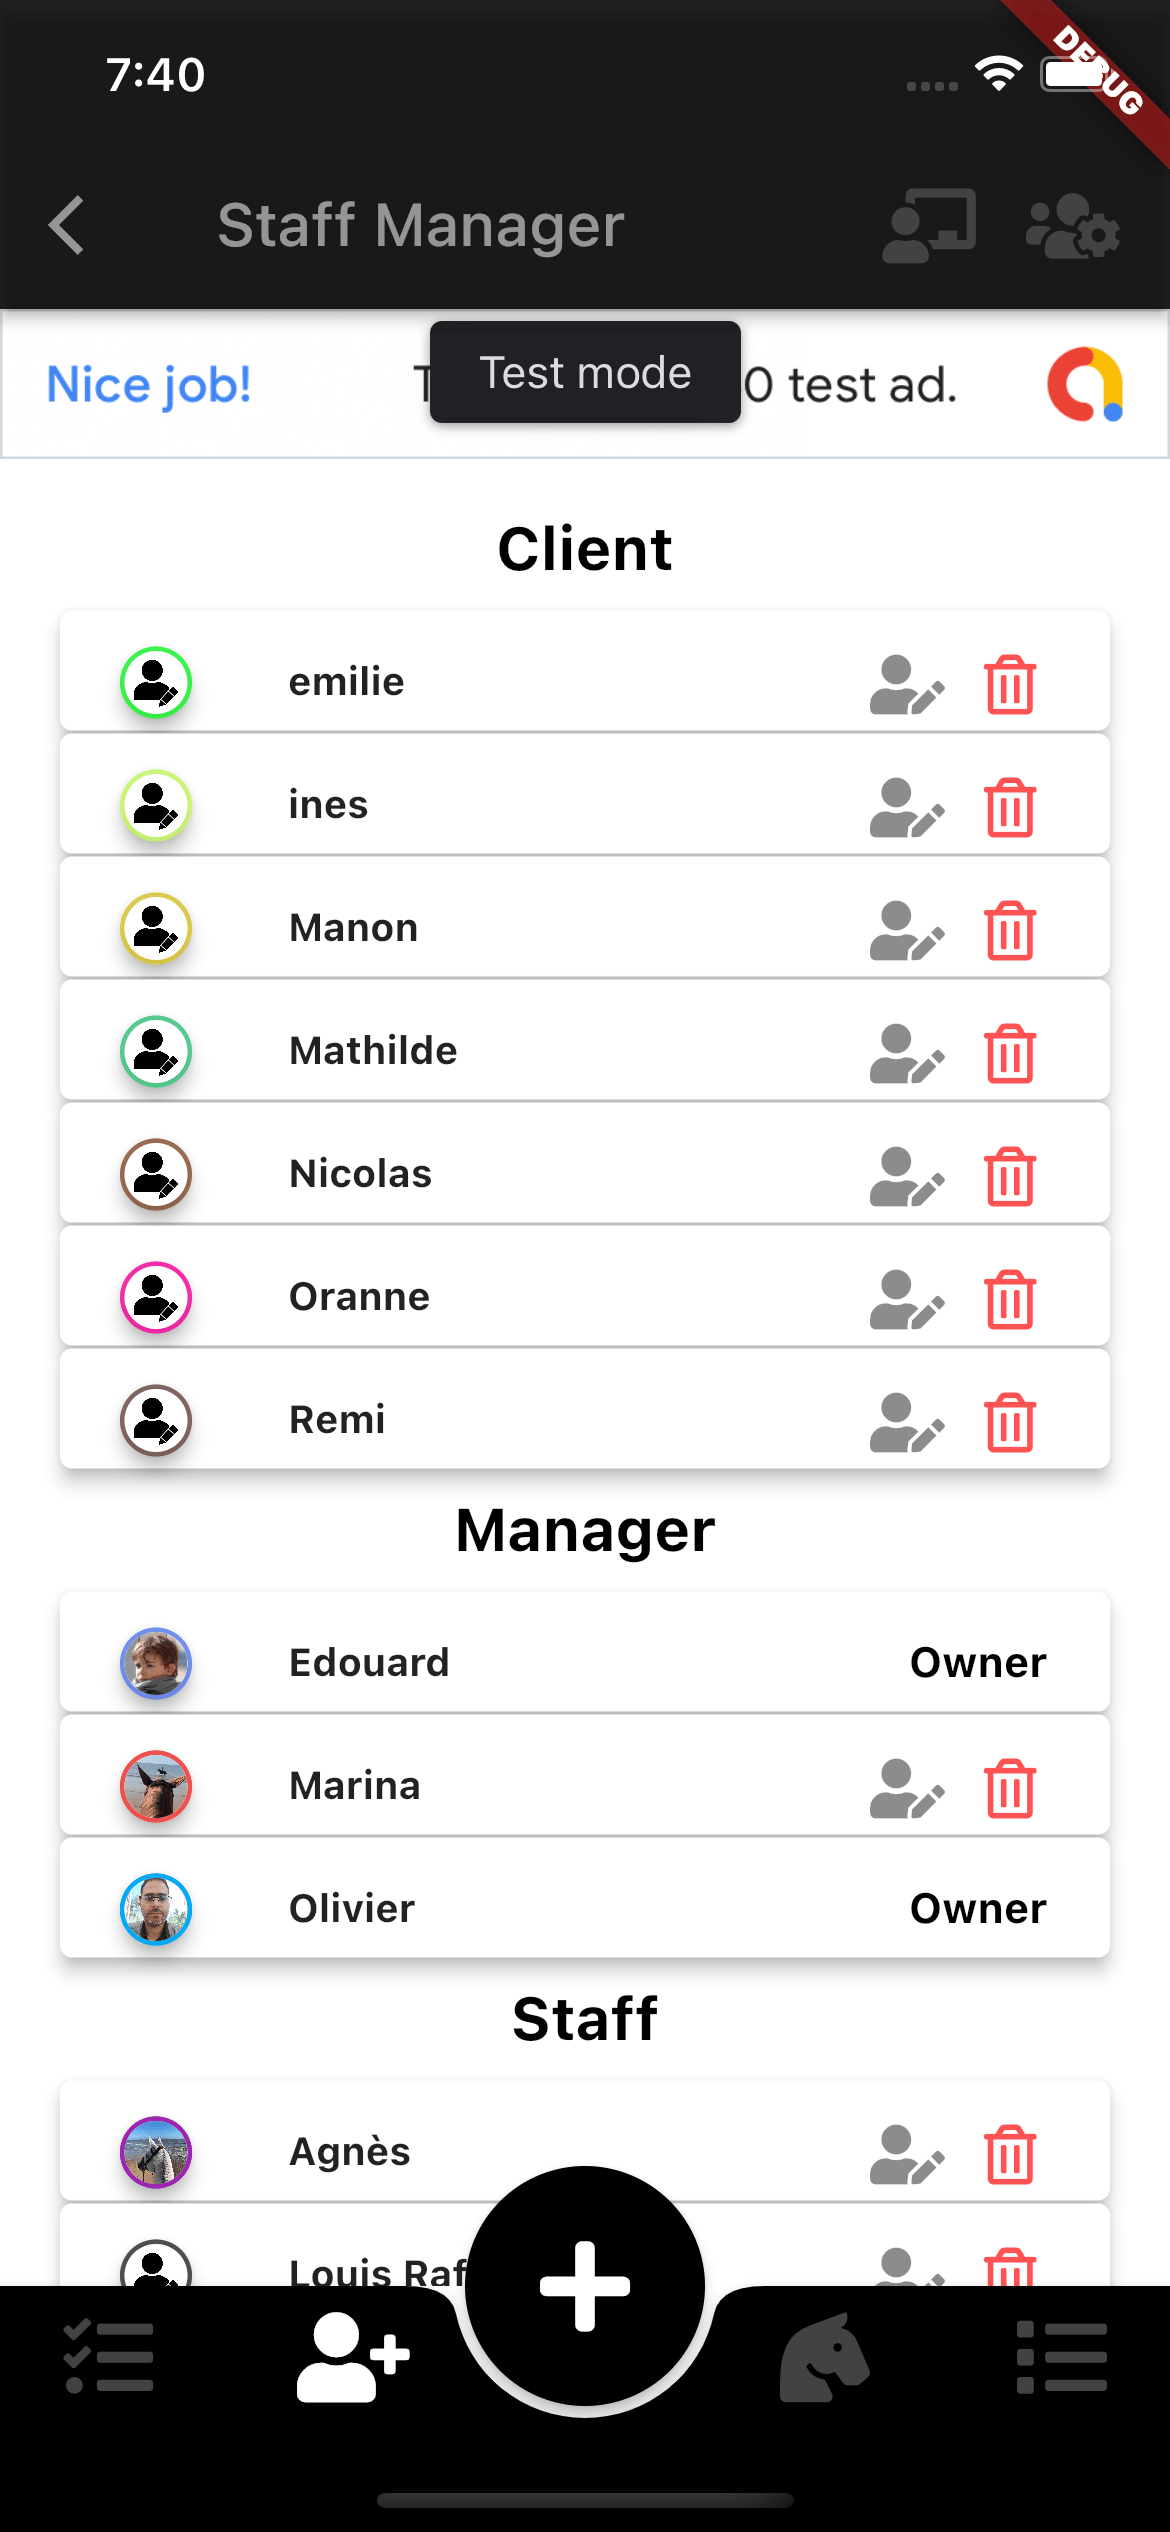 7:40
DEBUG
Staff Manager
Test mode
Nice job!
0 test ad.
Client
emilie
ines
Manon
Mathilde
Nicolas
Oranne
Remi
Manager
Edouard
Owner
Marina
Olivier
Owner
Staff
Agnès
Louis